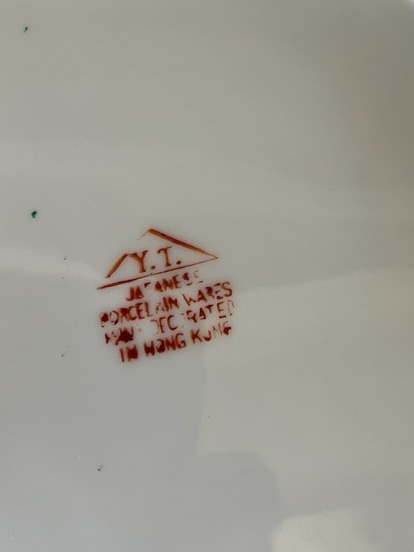 Y.T.
JAPANESE
PORCELAIN WARES
HAND DECORATED
IN HONG KONG